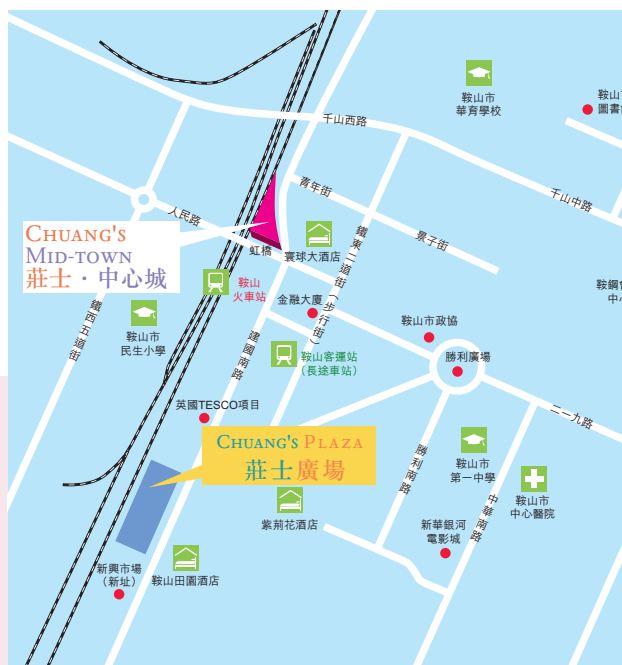 鞍山市
華育學校
鞍山市
圖書館
千山西路
千山中路
青年街
人民路
景子街
CHUANG'S
MID-TOWN
莊士·中心城
虹橋
寰球大酒店
鐵東二道街(步行街)
鞍山
火車站
金融大廈
鞍鋼會
中心
鐵西五道街
鞍山市
民生小學
建國南路
鞍山市政協
鞍山客運站
(長途車站)
勝利廣場
英國TESCO項目
二一九路
CHUANG'S PLAZA
莊士廣場
勝利南路
鞍山市
第一中學
中華南路
鞍山市
中心醫院
紫荊花酒店
新華銀河
電影城
新興市場
(新址)
鞍山田園酒店